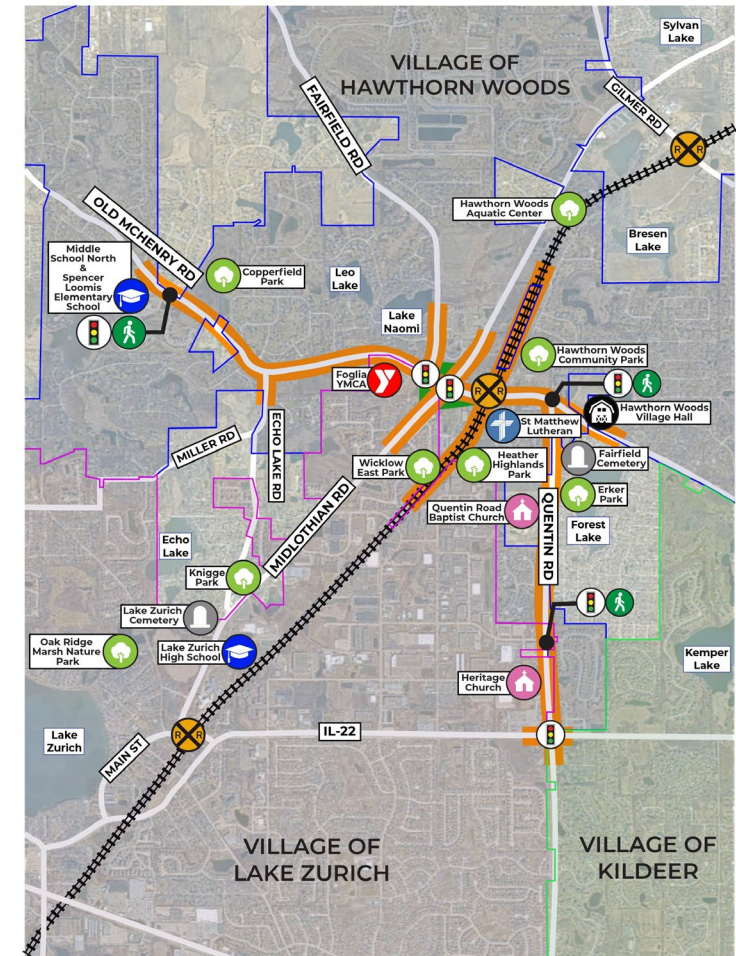 Sylvan
Lake
VILLAGE OF
HAWTHORN WOODS
GILMER RD
FAIRFIELD RD
R R
Hawthorn Woods
Aquatic Center
OLD MCHENRY RD
Bresen
Lake
Middle
School North
&
Spencer
Loomis
Elementary
School
Copperfield
Park
Leo
Lake
Lake
Naomi
Hawthorn Woods
Community Park
Foglia
YMCA
R R
Hawthorn Woods
Village Hall
St Matthew
Lutheran
MILLER RD
ECHO LAKE RD
Wicklow
East Park
Heather
Highlands
Park
Fairfield
Cemetery
Erker
Park
MIDLOTHIAN RD
Quentin Road
Baptist Church
QUENTIN RD
Forest
Lake
Echo
Lake
Knigge
Park
Lake Zurich
Cemetery
Oak Ridge
Marsh Nature
Park
Lake Zurich
High School
Kemper
Lake
Heritage
Church
Lake
Zurich
R R
MAIN ST
IL-22
VILLAGE OF
LAKE ZURICH
VILLAGE OF
KILDEER